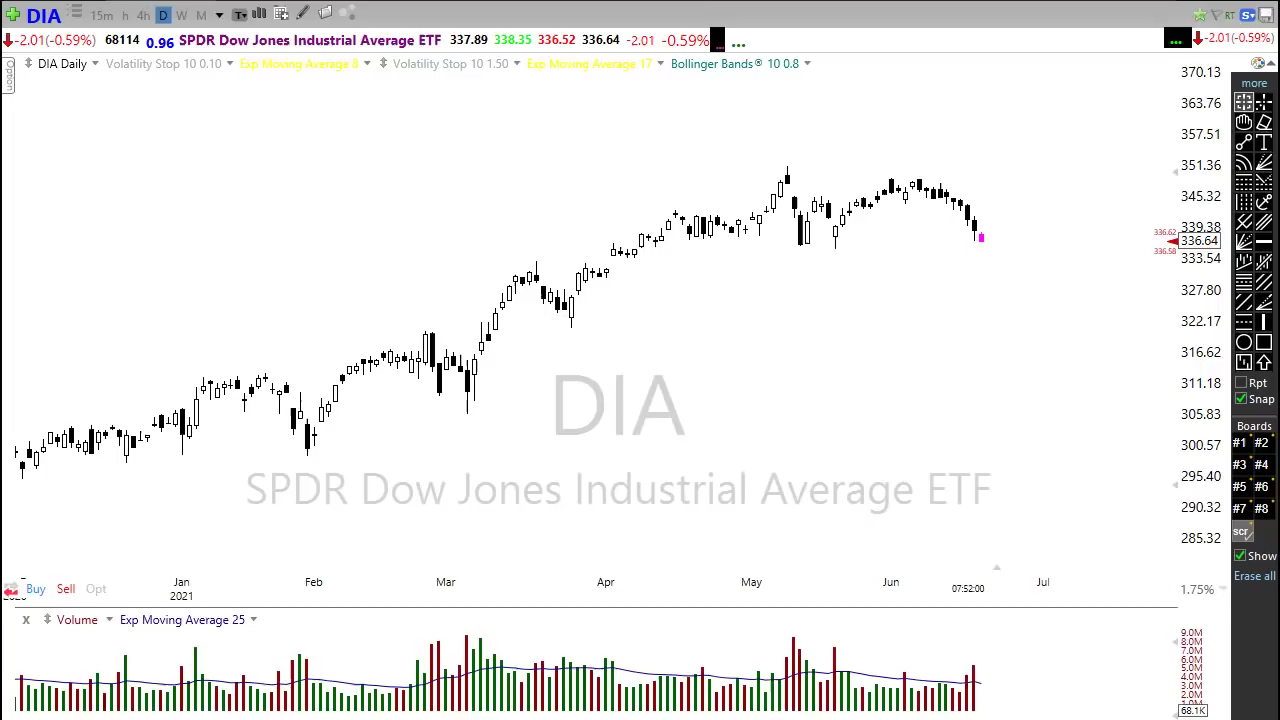 DIA 15m h 4h D W M T RT S
-2.01(-0.59%) 68114 0.96 SPDR Dow Jones Industrial Average ETF 337.89 338.35 336.52 336.64 -2.01 -0.59% ... ... ... -2.01(-0.59%)
Option DIA Daily Volatility Stop 10 0.10 Exp Moving Average 8 Volatility Stop 10 1.50 Exp Moving Average 17 Bollinger Bands® 10 0.8
370.13
more
363.76
357.51
351.36
345.32
339.38
336.62
336.64
336.58
333.54
327.80
322.17
316.62
311.18
305.83
300.57
295.40
290.32
285.32
Rpt
Snap
Boards
#1 #2
#3 #4
#5 #6
#7 #8
scr
Show
Erase all
DIA
SPDR Dow Jones Industrial Average ETF
Jan Feb Mar Apr May Jun Jul
2021
07:52:00
Buy Sell Opt
1.75%
x Volume Exp Moving Average 25
9.0M
8.0M
7.0M
6.0M
5.0M
4.0M
3.0M
2.0M
68.1K